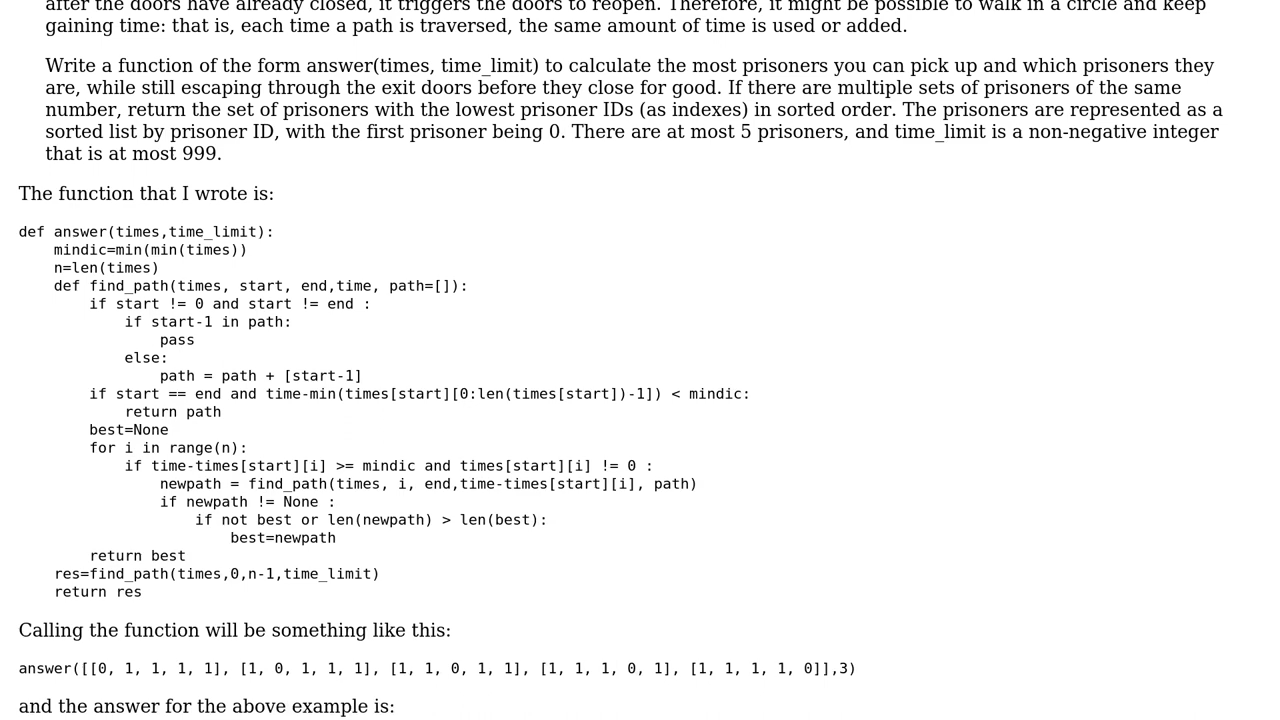 after the doors have already closed, it triggers the doors to reopen. Therefore, it might be possible to walk in a circle and keep
gaining time: that is, each time a path is traversed, the same amount of time is used or added.
Write a function of the form answer(times, time_limit) to calculate the most prisoners you can pick up and which prisoners they
are, while still escaping through the exit doors before they close for good. If there are multiple sets of prisoners of the same
number, return the set of prisoners with the lowest prisoner IDs (as indexes) in sorted order. The prisoners are represented as a
sorted list by prisoner ID, with the first prisoner being 0. There are at most 5 prisoners, and time_limit is a non-negative integer
that is at most 999.
The function that I wrote is:
def answer(times,time_limit):
    mindic=min(min(times))
    n=len(times)
    def find_path(times, start, end,time, path=[]):
        if start != 0 and start != end :
            if start-1 in path:
                pass
            else:
                path = path + [start-1]
        if start == end and time-min(times[start][0:len(times[start])-1]) < mindic:
            return path
        best=None
        for i in range(n):
            if time-times[start][i] >= mindic and times[start][i] != 0 :
                newpath = find_path(times, i, end,time-times[start][i], path)
                if newpath != None :
                    if not best or len(newpath) > len(best):
                        best=newpath
        return best
    res=find_path(times,0,n-1,time_limit)
    return res
Calling the function will be something like this:
answer([[0, 1, 1, 1, 1], [1, 0, 1, 1, 1], [1, 1, 0, 1, 1], [1, 1, 1, 0, 1], [1, 1, 1, 1, 0]],3)
and the answer for the above example is: